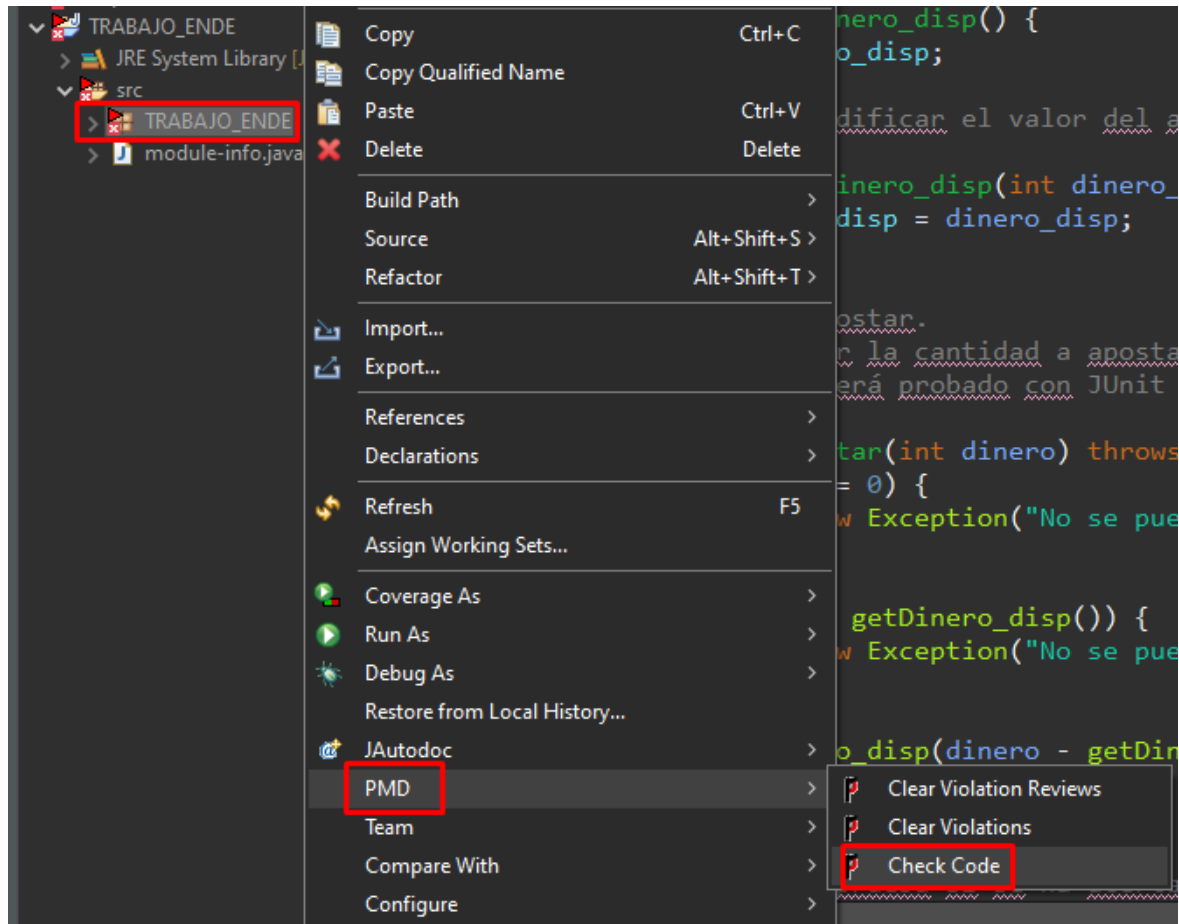 TRABAJO_ENDE
JRE System Library [J
src
TRABAJO_ENDE
module-info.java
Copy Ctrl+C
Copy Qualified Name
Paste Ctrl+V
Delete Delete
Build Path
Source Alt+Shift+S
Refactor Alt+Shift+T
Import...
Export...
References
Declarations
Refresh F5
Assign Working Sets...
Coverage As
Run As
Debug As
Restore from Local History...
JAutodoc
PMD
Team
Compare With
Configure
Clear Violation Reviews
Clear Violations
Check Code
nero_disp() {
o_disp;
dificar el valor del a
inero_disp(int dinero_
disp = dinero_disp;
ostar.
r la cantidad a aposta
erá probado con JUnit
tar(int dinero) throws
= 0) {
w Exception("No se pue
getDinero_disp()) {
w Exception("No se pue
o_disp(dinero - getDin